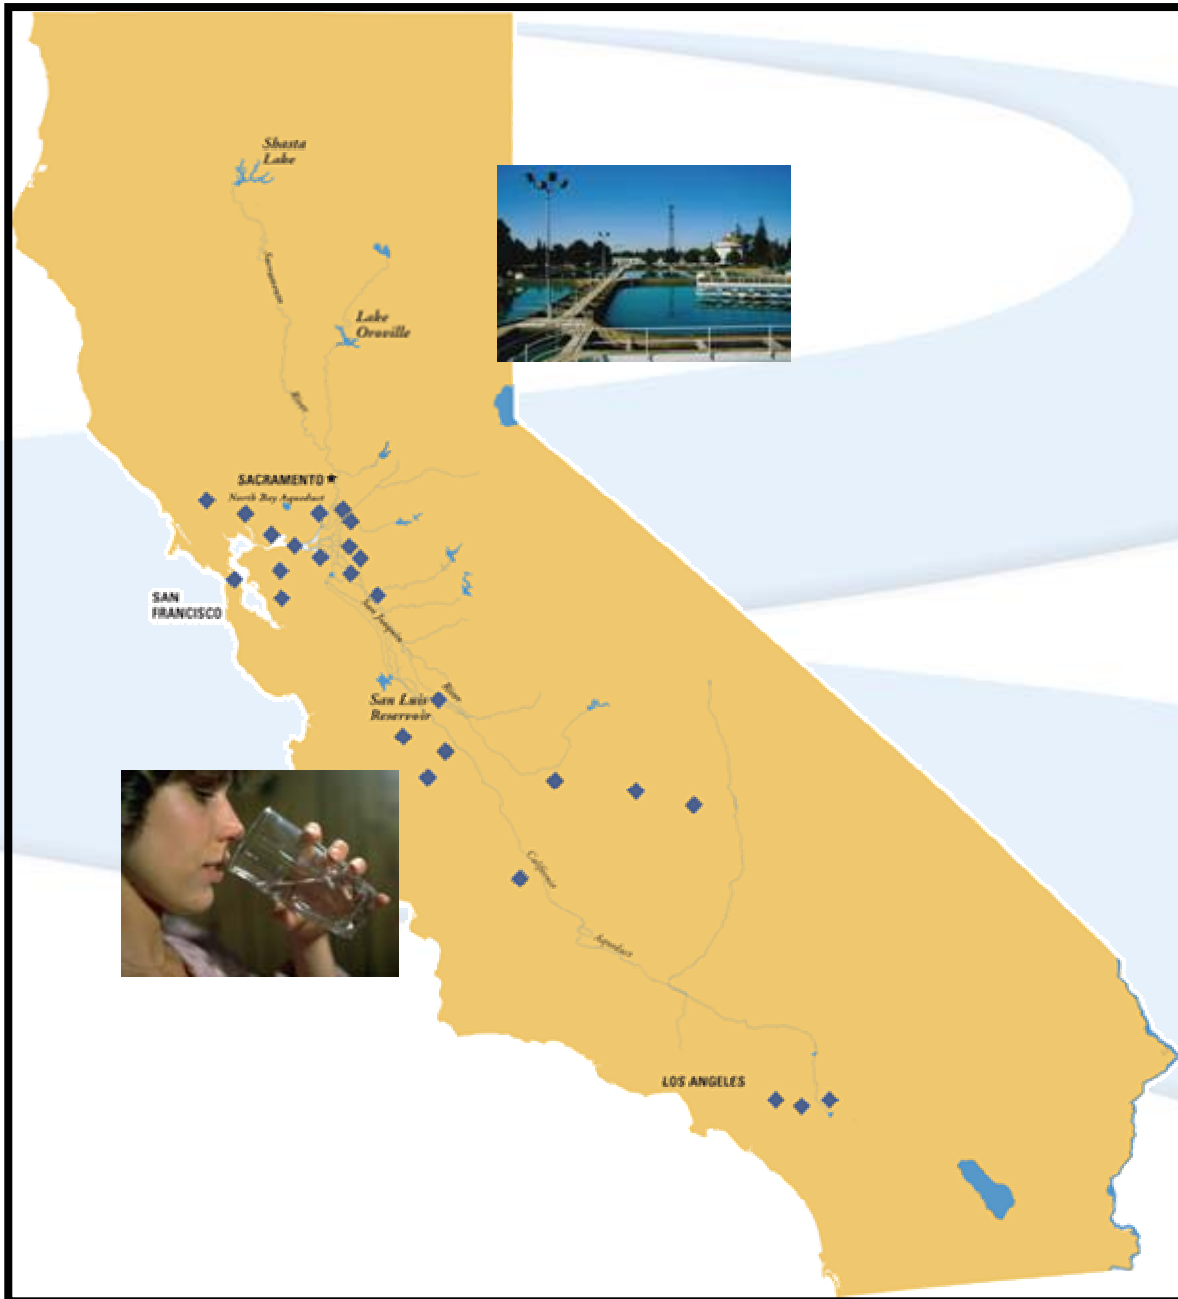 Shasta
Lake
Sacramento
River
Lake
Oroville
SACRAMENTO
North Bay Aqueduct
SAN
FRANCISCO
San Joaquin
River
San Luis
Reservoir
California
Aqueduct
LOS ANGELES